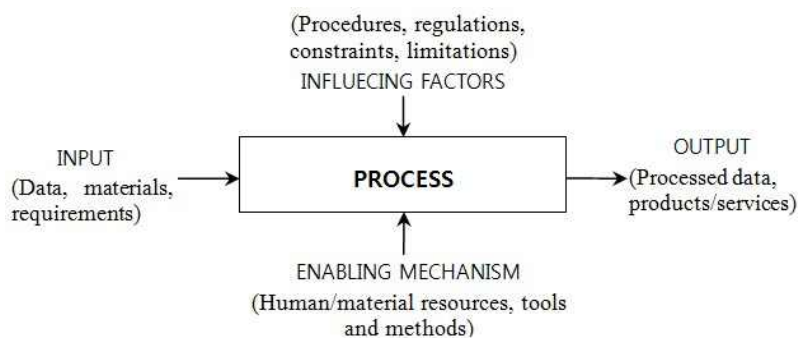 (Procedures, regulations,
constraints, limitations)
INFLUECING FACTORS
INPUT
(Data, materials,
requirements)
PROCESS
OUTPUT
(Processed data,
products/services)
ENABLING MECHANISM
(Human/material resources, tools
and methods)